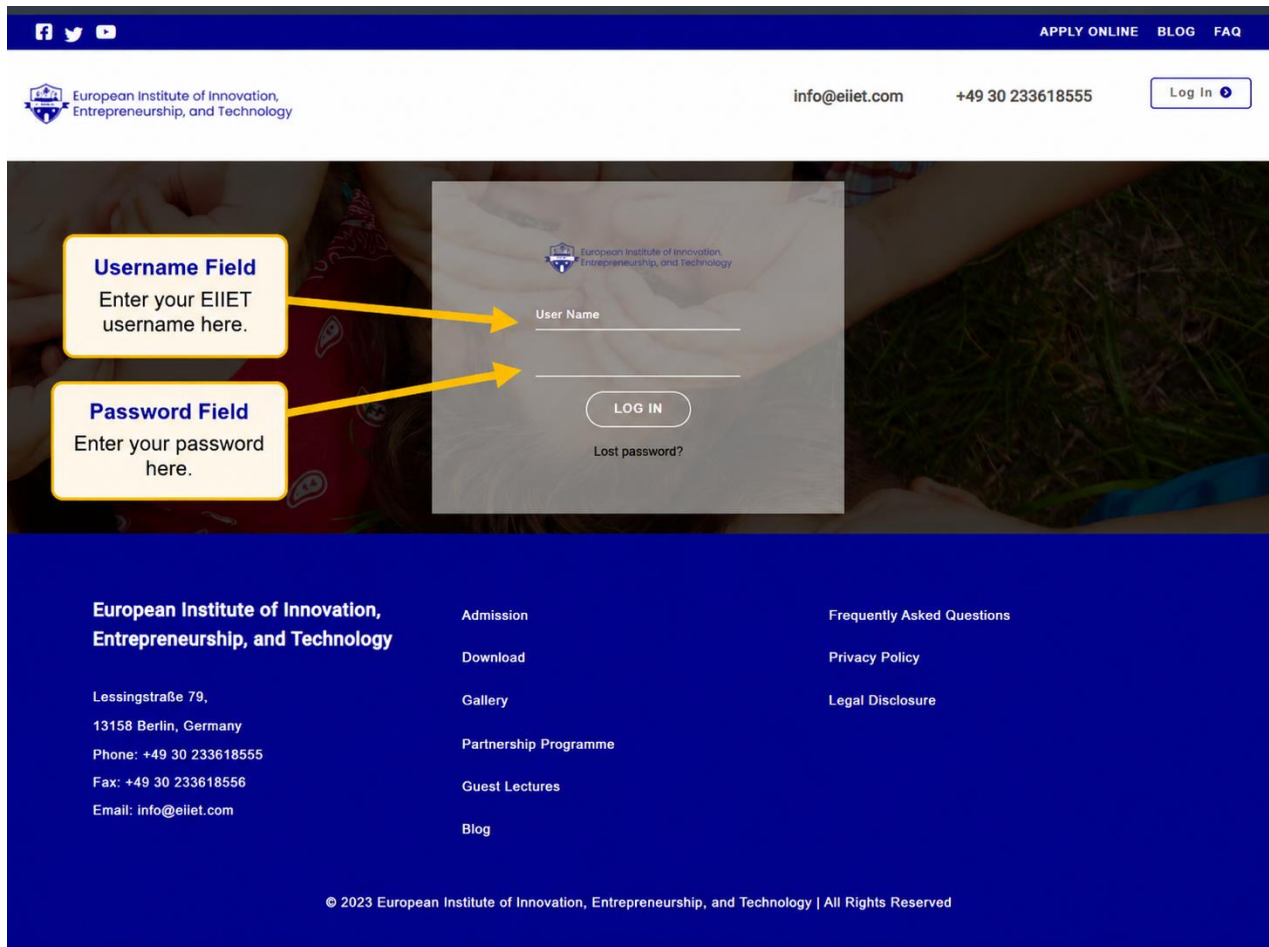 APPLY ONLINE BLOG FAQ
European Institute of Innovation,
Entrepreneurship, and Technology
info@eiiet.com +49 30 233618555 Log In
European Institute of Innovation,
Entrepreneurship, and Technology
Username Field
Enter your EIIET
username here.
User Name
Password Field
Enter your password
here.
LOG IN
Lost password?
European Institute of Innovation,
Entrepreneurship, and Technology
Lessingstraße 79,
13158 Berlin, Germany
Phone: +49 30 233618555
Fax: +49 30 233618556
Email: info@eiiet.com
Admission
Download
Gallery
Partnership Programme
Guest Lectures
Blog
Frequently Asked Questions
Privacy Policy
Legal Disclosure
© 2023 European Institute of Innovation, Entrepreneurship, and Technology | All Rights Reserved